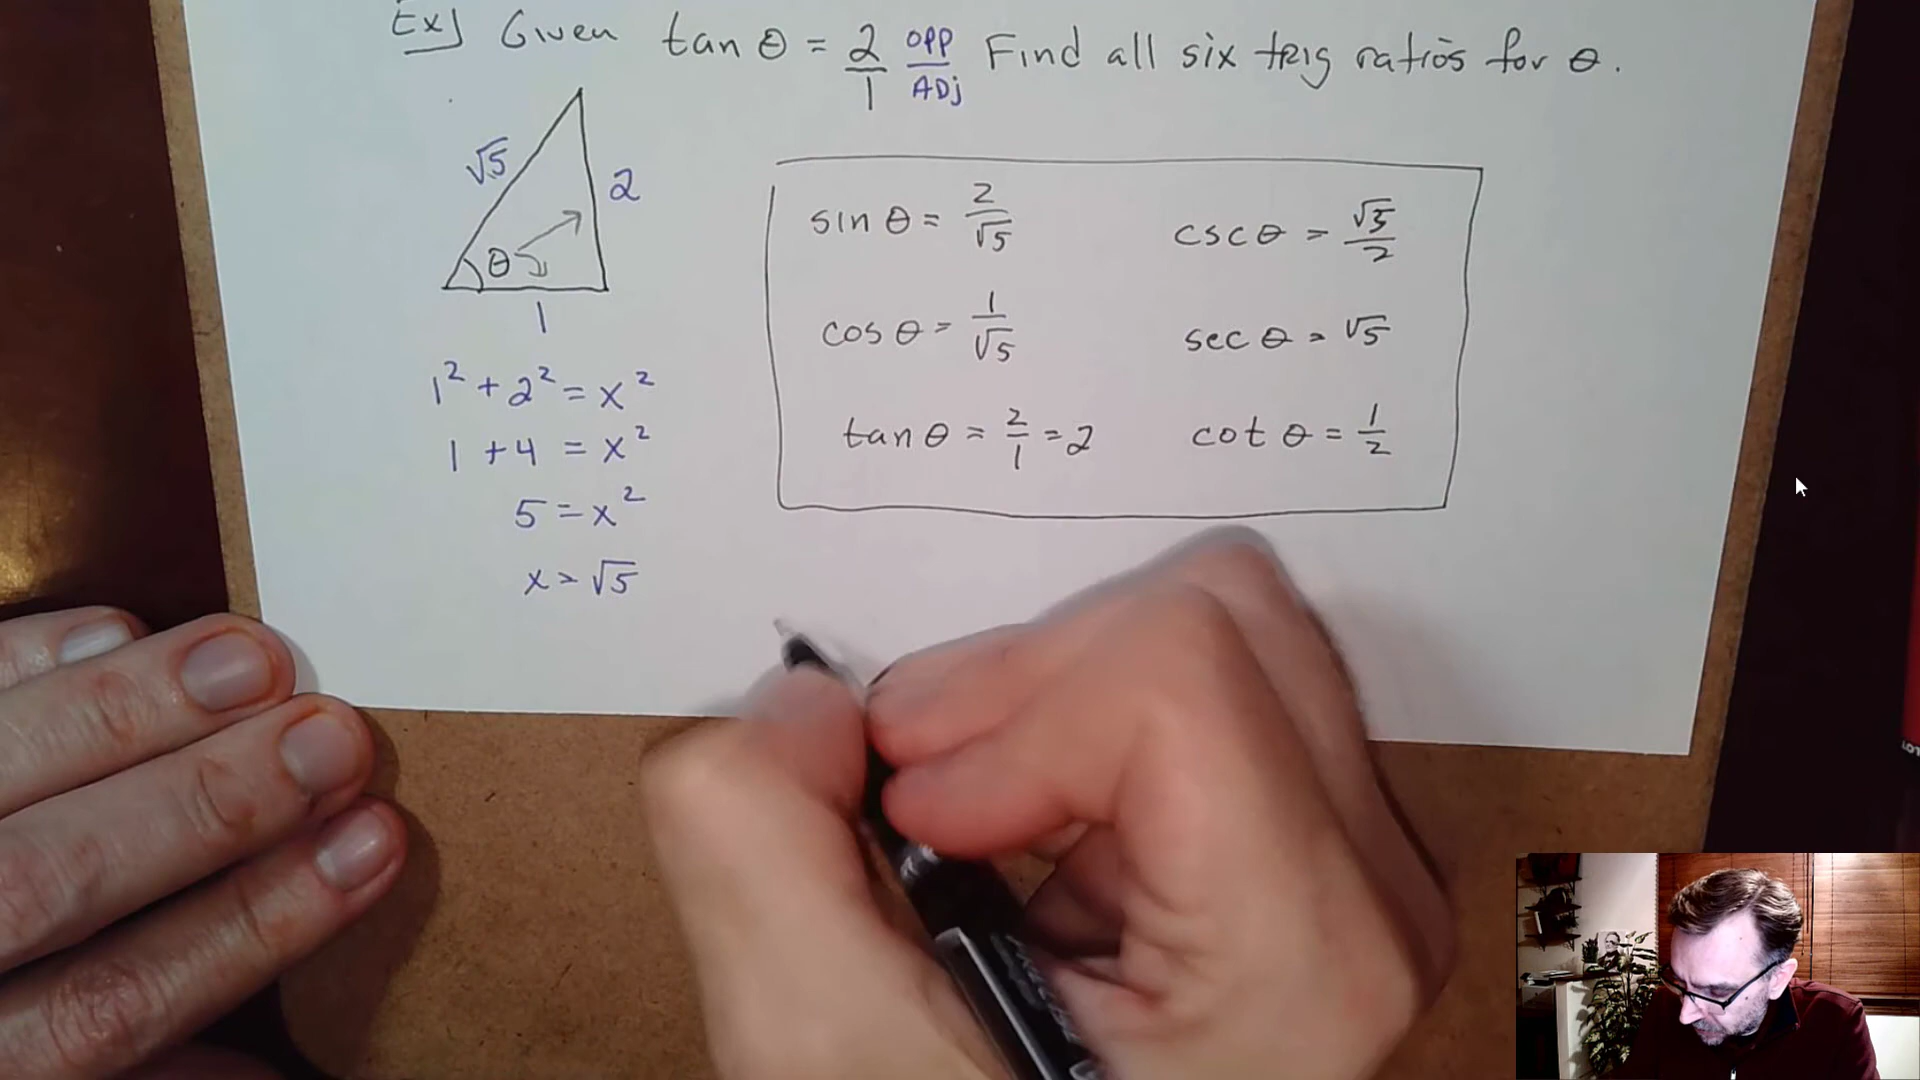 Ex] Given tan θ = 2/1 OPP/ADJ Find all six trig ratios for θ.
√5
2
θ
1
1² + 2² = x²
1 + 4 = x²
5 = x²
x = √5
sin θ = 2/√5
csc θ = √5/2
cos θ = 1/√5
sec θ = √5
tan θ = 2/1 = 2
cot θ = 1/2